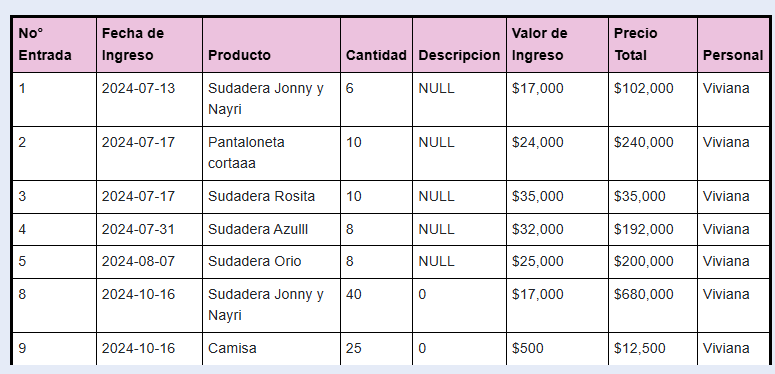 No° Entrada Fecha de Ingreso Producto Cantidad Descripcion Valor de Ingreso Precio Total Personal
1 2024-07-13 Sudadera Jonny y Nayri 6 NULL $17,000 $102,000 Viviana
2 2024-07-17 Pantaloneta cortaaa 10 NULL $24,000 $240,000 Viviana
3 2024-07-17 Sudadera Rosita 10 NULL $35,000 $35,000 Viviana
4 2024-07-31 Sudadera Azulll 8 NULL $32,000 $192,000 Viviana
5 2024-08-07 Sudadera Orio 8 NULL $25,000 $200,000 Viviana
8 2024-10-16 Sudadera Jonny y Nayri 40 0 $17,000 $680,000 Viviana
9 2024-10-16 Camisa 25 0 $500 $12,500 Viviana